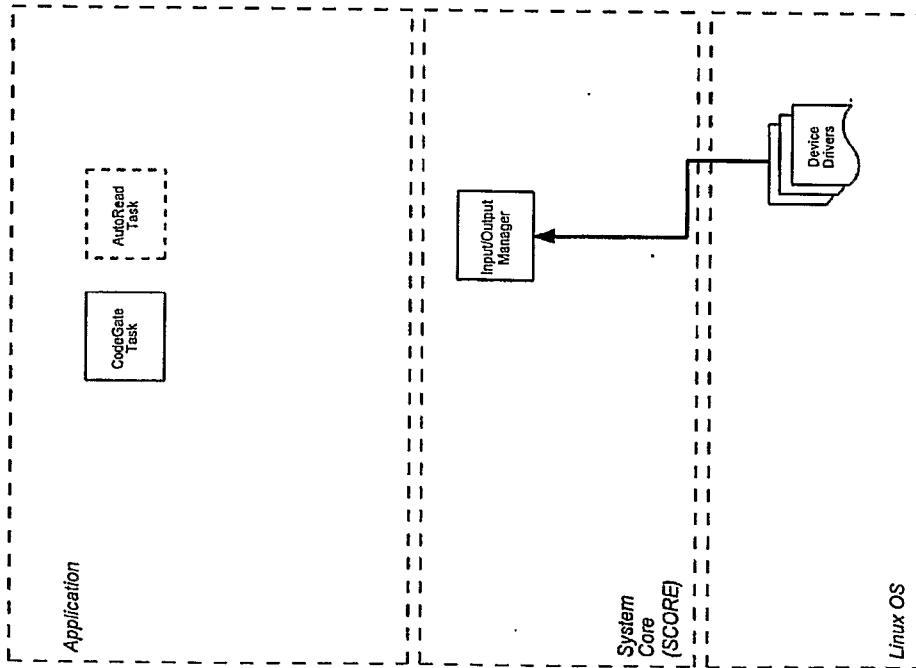 Application
CodeGate
Task
AutoRead
Task
System
Core
(SCORE)
Input/Output
Manager
Linux OS
Device
Drivers